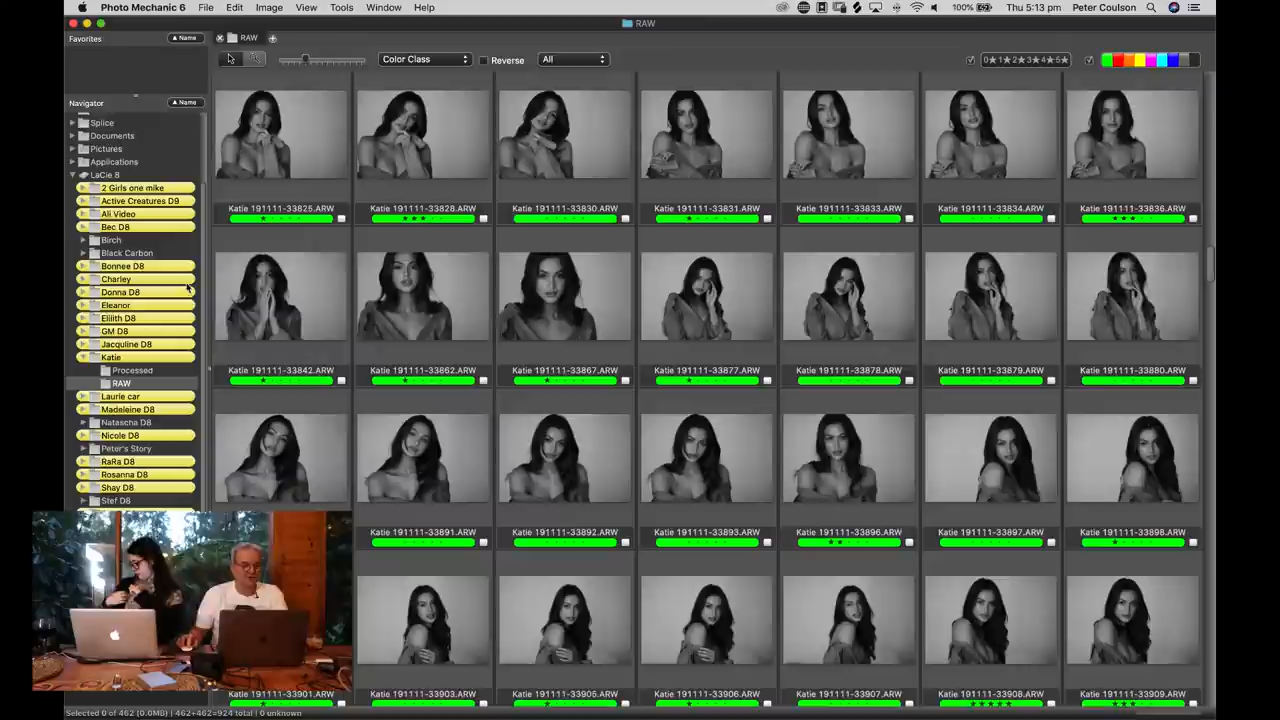 Photo Mechanic 6 File Edit Image View Tools Window Help 100% Thu 5:13 pm Peter Coulson
RAW
Favorites ▲ Name
RAW
Color Class Reverse All 0★1★2★3★4★5★
Navigator ▲ Name
Splice
Documents
Pictures
Applications
LaCie 8
2 Girls one mike
Active Creatures D9
Ali Video
Bec D8
Birch
Black Carbon
Bonnee D8
Charley
Donna D8
Eleanor
Eliiith D8
GM D8
Jacquline D8
Katie
Processed
RAW
Laurie car
Madeleine D8
Natascha D8
Nicole D8
Peter's Story
RaRa D8
Rosanna D8
Shay D8
Stef D8
Katie 191111-33825.ARW Katie 191111-33828.ARW Katie 191111-33830.ARW Katie 191111-33831.ARW Katie 191111-33833.ARW Katie 191111-33834.ARW Katie 191111-33836.ARW
Katie 191111-33842.ARW Katie 191111-33862.ARW Katie 191111-33867.ARW Katie 191111-33877.ARW Katie 191111-33878.ARW Katie 191111-33879.ARW Katie 191111-33880.ARW
Katie 191111-33891.ARW Katie 191111-33892.ARW Katie 191111-33893.ARW Katie 191111-33896.ARW Katie 191111-33897.ARW Katie 191111-33898.ARW
Katie 191111-33901.ARW Katie 191111-33903.ARW Katie 191111-33905.ARW Katie 191111-33906.ARW Katie 191111-33907.ARW Katie 191111-33908.ARW Katie 191111-33909.ARW
Selected 0 of 462 (0.0MB) | 462+462=924 total | 0 unknown